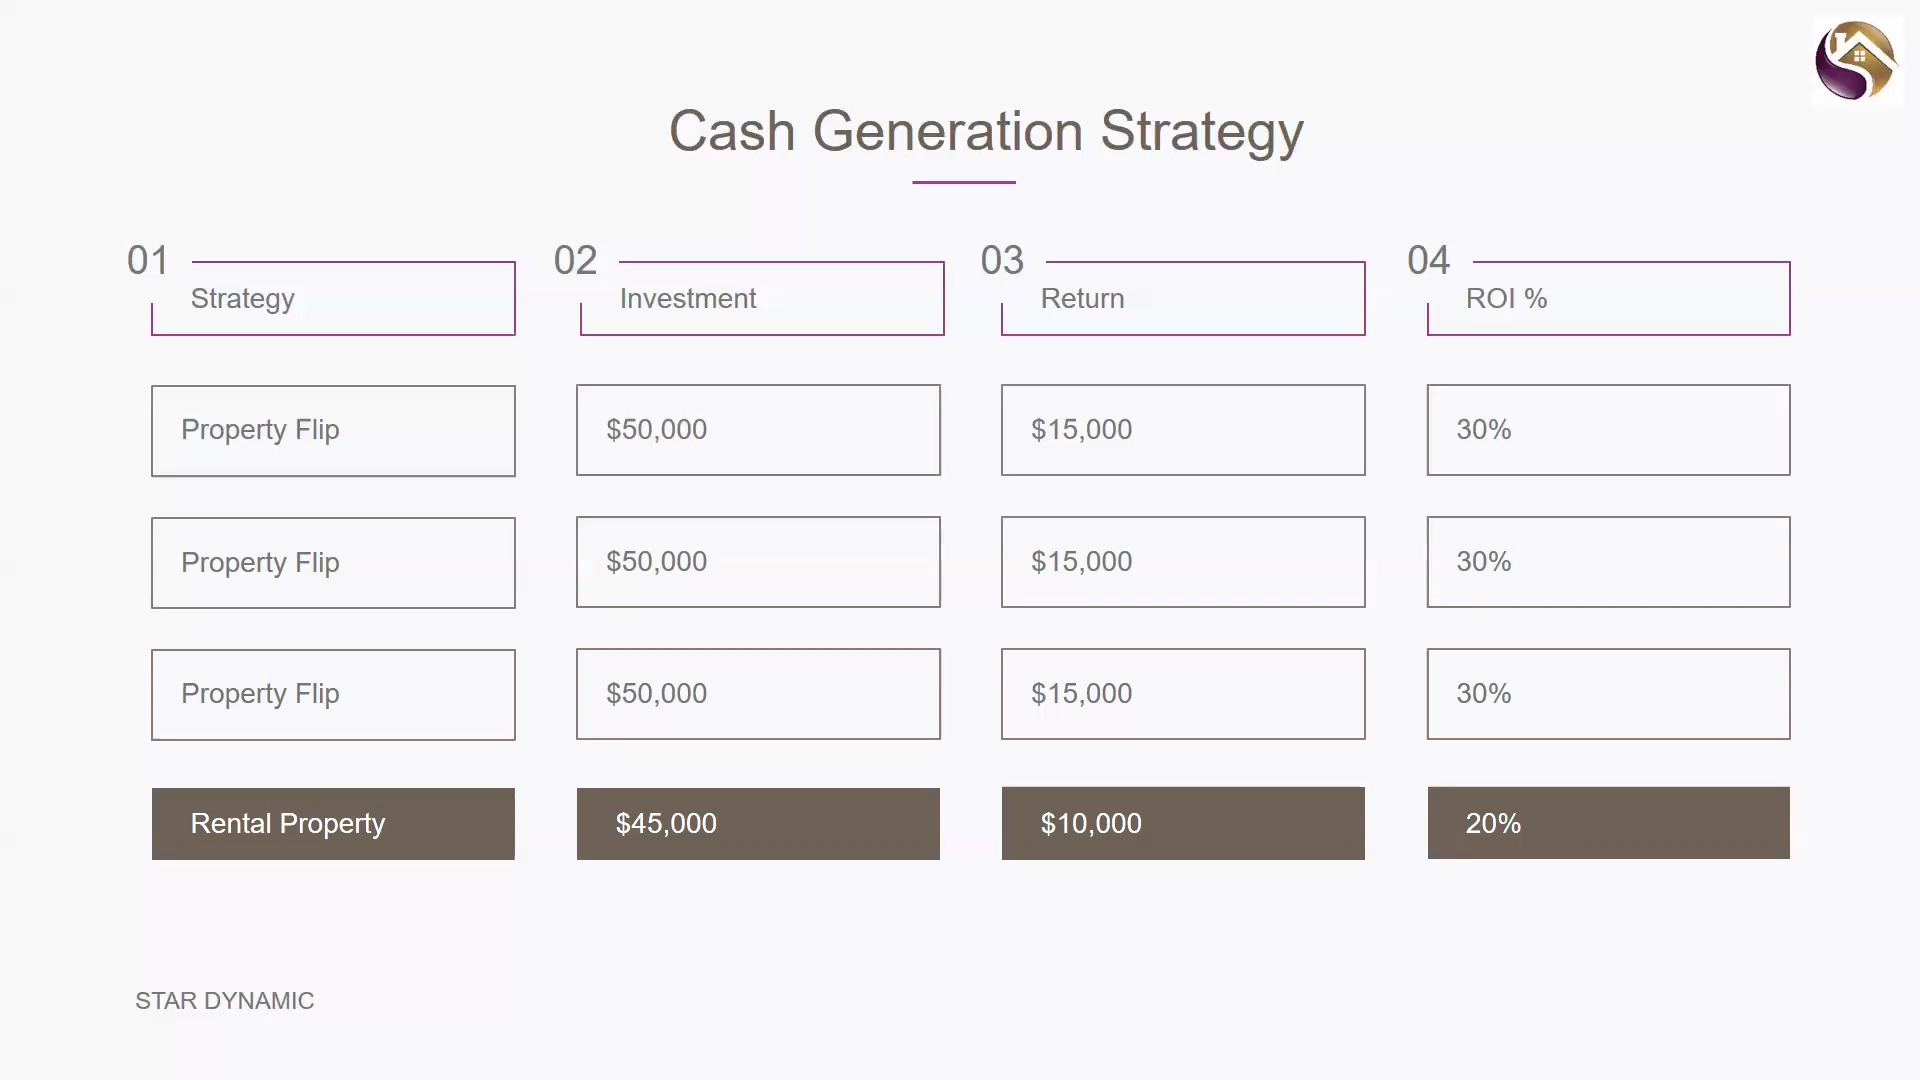 Cash Generation Strategy
01 02 03 04
Strategy Investment Return ROI %
Property Flip $50,000 $15,000 30%
Property Flip $50,000 $15,000 30%
Property Flip $50,000 $15,000 30%
Rental Property $45,000 $10,000 20%
STAR DYNAMIC